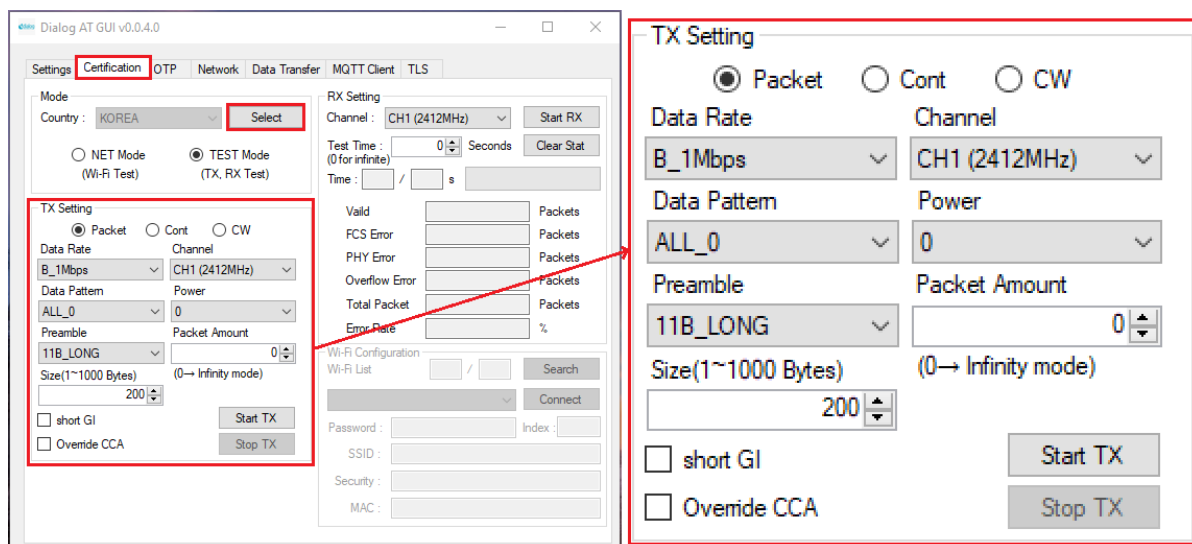 Dialog AT GUI v0.0.4.0
Settings Certification OTP Network Data Transfer MQTT Client TLS
Mode
Country : KOREA Select
NET Mode TEST Mode
(Wi-Fi Test) (TX, RX Test)
TX Setting
Packet Cont CW
Data Rate Channel
B_1Mbps CH1 (2412MHz)
Data Pattern Power
ALL_0 0
Preamble Packet Amount
11B_LONG 0
Size(1~1000 Bytes) (0→ Infinity mode)
200
short GI Start TX
Override CCA Stop TX
RX Setting
Channel : CH1 (2412MHz) Start RX
Test Time : 0 Seconds Clear Stat
(0 for infinite)
Time : / s
Vaild Packets
FCS Error Packets
PHY Error Packets
Overflow Error Packets
Total Packet Packets
Error Rate %
Wi-Fi Configuration
Wi-Fi List / Search
Connect
Password : Index :
SSID :
Security :
MAC :
TX Setting
Packet Cont CW
Data Rate Channel
B_1Mbps CH1 (2412MHz)
Data Pattern Power
ALL_0 0
Preamble Packet Amount
11B_LONG 0
Size(1~1000 Bytes) (0→ Infinity mode)
200
short GI Start TX
Override CCA Stop TX